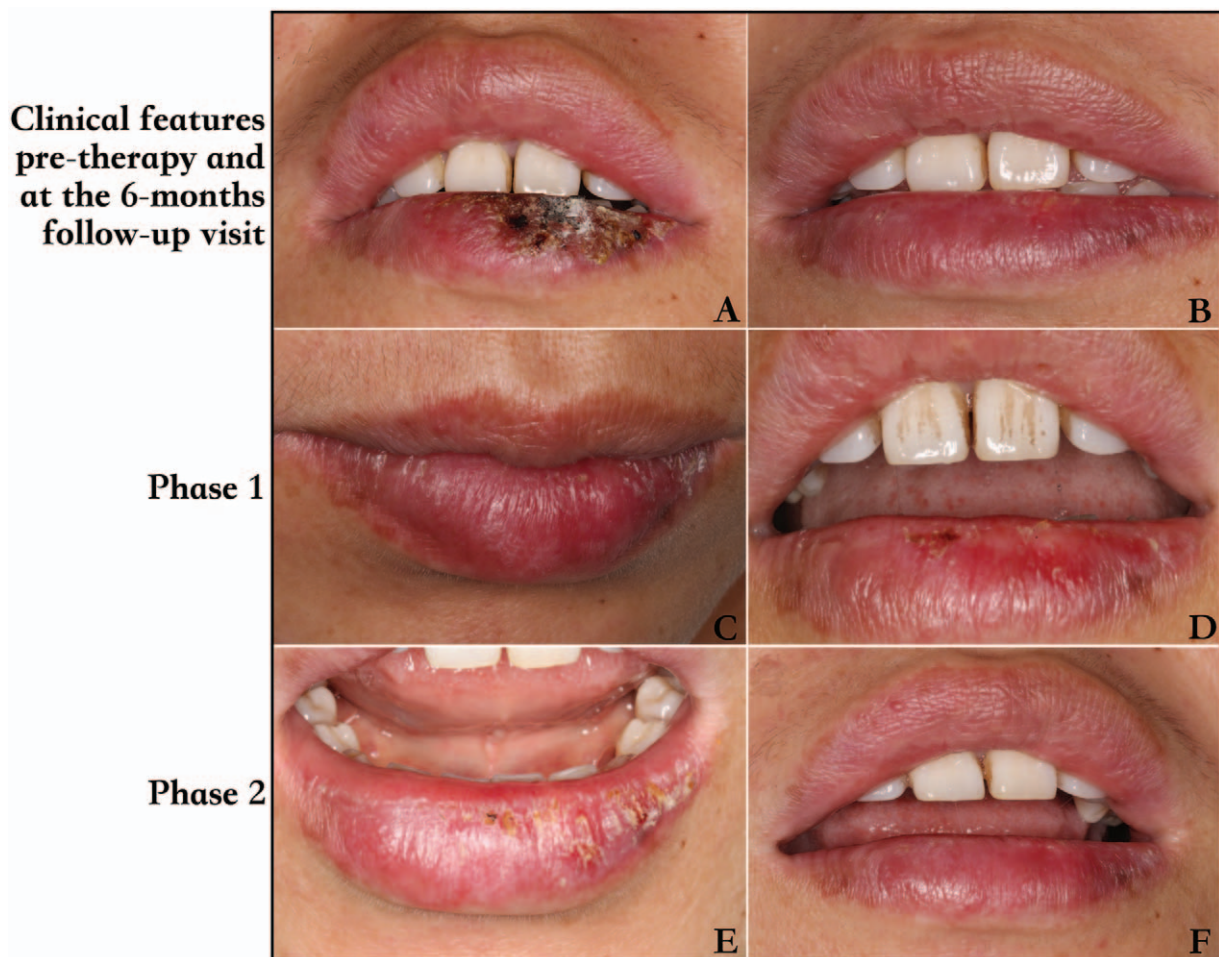 Clinical features
pre-therapy and
at the 6-months
follow-up visit
A
B
Phase 1
C
D
Phase 2
E
F